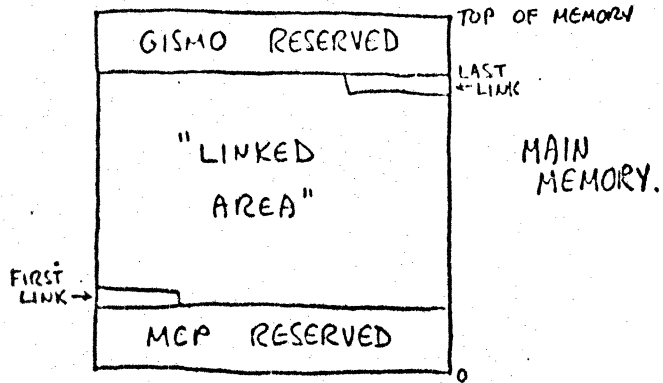 TOP OF MEMORY
GISMO RESERVED
LAST
LINK
"LINKED
AREA"
MAIN
MEMORY.
FIRST
LINK
MCP RESERVED
0